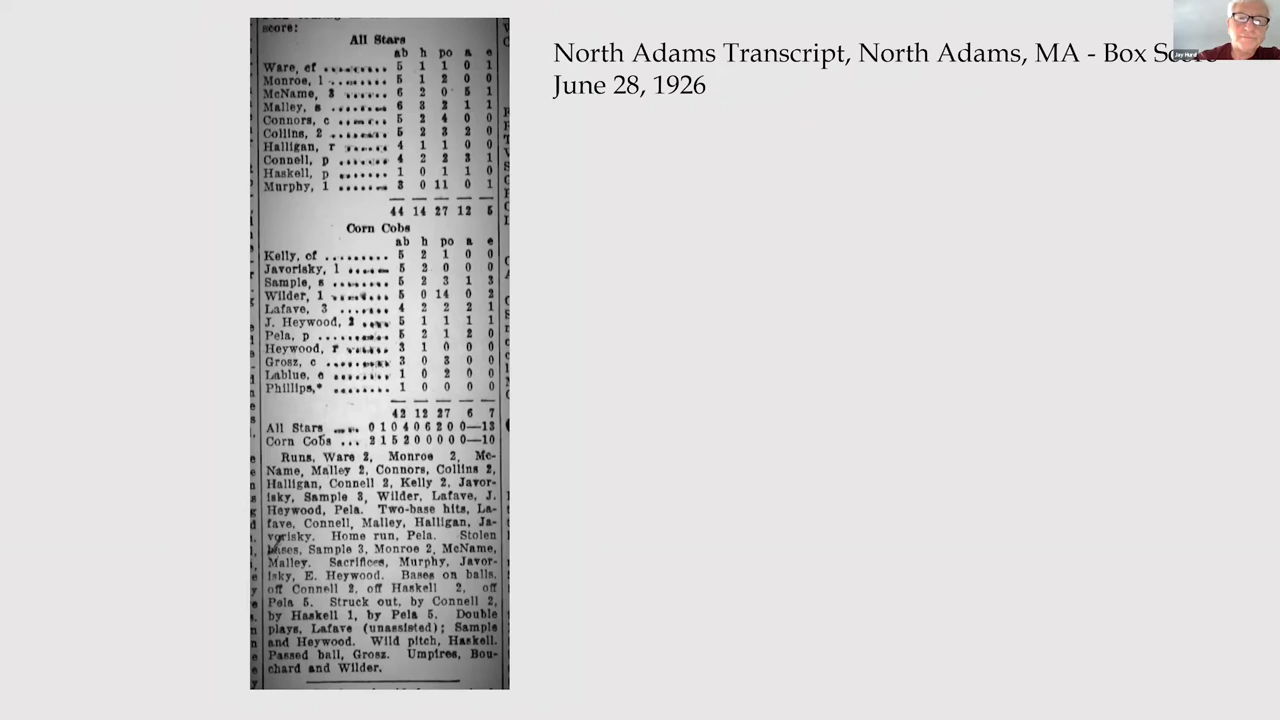 score:
All Stars
ab h po a e
Ware, cf 5 1 1 0 1
Monroe, l 5 1 2 0 0
McName, 3 6 2 0 5 1
Malley, s 6 3 2 1 1
Connors, c 5 2 4 0 0
Collins, 2 5 2 3 2 0
Halligan, r 4 1 1 0 0
Connell, p 4 2 2 3 1
Haskell, p 1 0 1 1 0
Murphy, 1 3 0 11 0 1
44 14 27 12 5
Corn Cobs
ab h po a e
Kelly, cf 5 2 1 0 0
Javorisky, l 5 2 0 0 0
Sample, s 5 2 3 1 3
Wilder, 1 5 0 14 0 2
Lafave, 3 4 2 2 2 1
J. Heywood, 2 5 1 1 1 1
Pela, p 5 2 1 2 0
Heywood, r 3 1 0 0 0
Grosz, c 3 0 3 0 0
Lablue, c 1 0 2 0 0
Phillips,* 1 0 0 0 0
42 12 27 6 7
All Stars 0 1 0 4 0 6 2 0 0—13
Corn Cobs 2 1 5 2 0 0 0 0 0—10
Runs, Ware 2, Monroe 2, Mc-
Name, Malley 2, Connors, Collins 2,
Halligan, Connell 2, Kelly 2, Javor-
isky, Sample 3, Wilder, Lafave, J.
Heywood, Pela. Two-base hits, La-
fave, Connell, Malley, Halligan, Ja-
vorisky. Home run, Pela. Stolen
bases, Sample 3, Monroe 2, McName,
Malley. Sacrifices, Murphy, Javor-
isky, E. Heywood. Bases on balls,
off Connell 2, off Haskell 2, off
Pela 5. Struck out, by Connell 2,
by Haskell 1, by Pela 5. Double
plays, Lafave (unassisted); Sample
and Heywood. Wild pitch, Haskell.
Passed ball, Grosz. Umpires, Bou-
chard and Wilder.
North Adams Transcript, North Adams, MA - Box Score
June 28, 1926
Jay Hurd